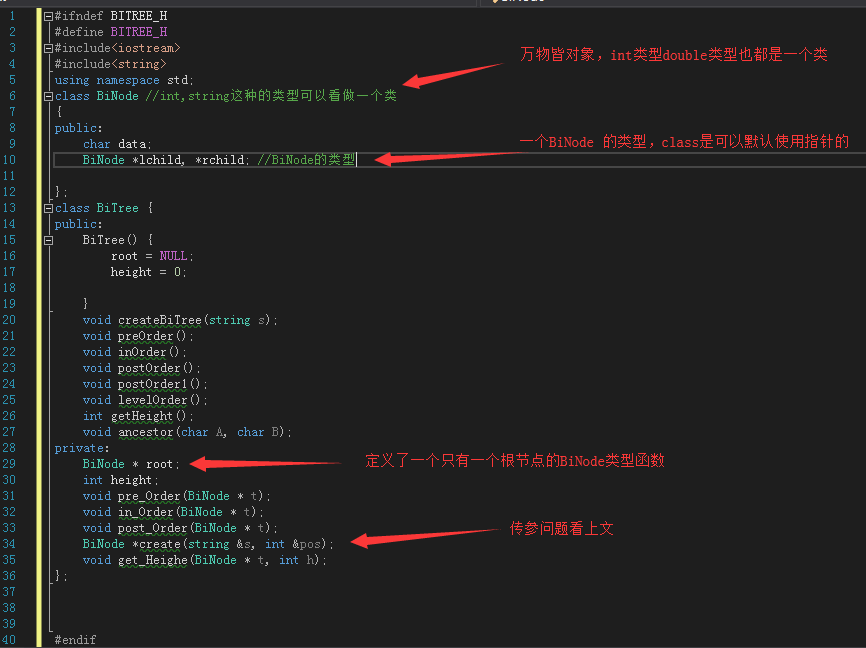 1 #ifndef BITREE_H
2 #define BITREE_H
3 #include<iostream>
4 #include<string>
万物皆对象，int类型double类型也都是一个类
5 using namespace std;
6 class BiNode //int,string这种的类型可以看做一个类
7 {
8 public:
9 char data;
一个BiNode 的类型，class是可以默认使用指针的
10 BiNode *lchild, *rchild; //BiNode的类型
11
12 };
13 class BiTree {
14 public:
15 BiTree() {
16 root = NULL;
17 height = 0;
18
19 }
20 void createBiTree(string s);
21 void preOrder();
22 void inOrder();
23 void postOrder();
24 void postOrder1();
25 void levelOrder();
26 int getHeight();
27 void ancestor(char A, char B);
28 private:
29 BiNode * root;
定义了一个只有一个根节点的BiNode类型函数
30 int height;
31 void pre_Order(BiNode * t);
32 void in_Order(BiNode * t);
33 void post_Order(BiNode * t);
传参问题看上文
34 BiNode *create(string &s, int &pos);
35 void get_Heighe(BiNode * t, int h);
36 };
37
38
39
40 #endif